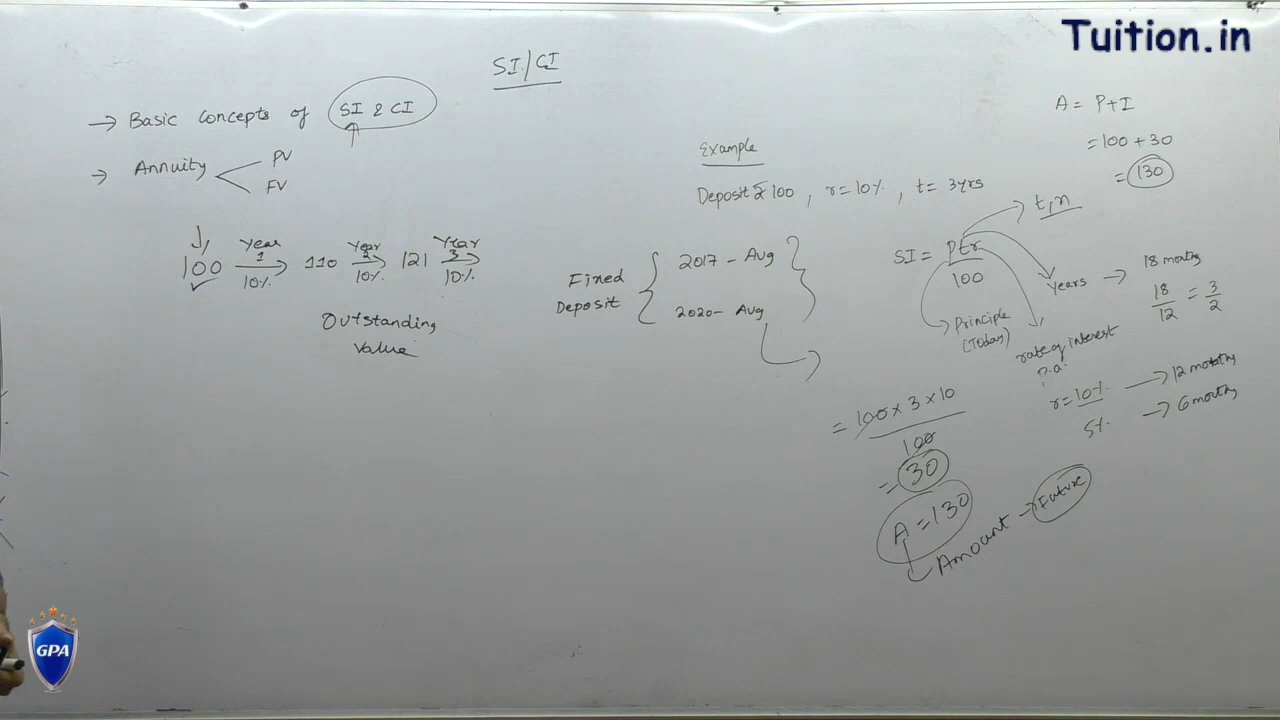 Tuition.in
SI/CI
→ Basic concepts of SI & CI
→ Annuity
PV
FV
100 Year 1 10% → 110 Year 2 10% → 121 Year 3 10% →
Outstanding
Value
Example
Deposit ₹ 100, r = 10%, t = 3yrs
Fixed
Deposit
2017 - Aug
2020 - Aug
A = P+I
= 100 + 30
= 130
SI = Ptr
100
t, n
Years → 18 months
18/12 = 3/2
Principle
(Today)
rate of interest
p.a.
r = 10% → 12 months
5% → 6 months
= 100 × 3 × 10
100
= 30
A = 130
Amount → Future
GPA